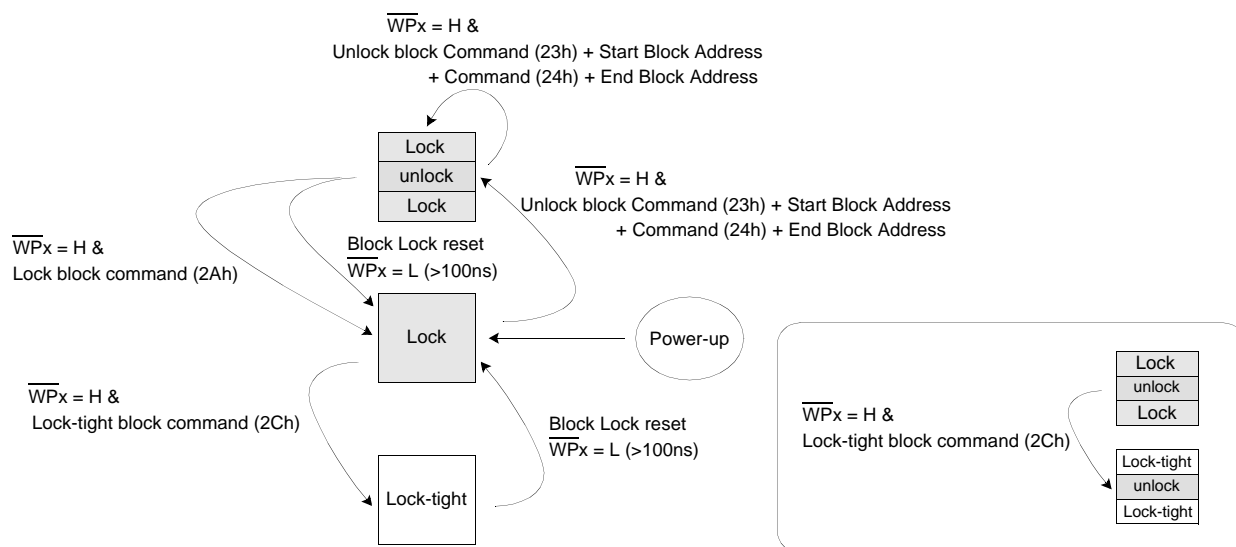 WPx = H &
Unlock block Command (23h) + Start Block Address
+ Command (24h) + End Block Address
Lock
unlock
Lock
WPx = H &
Unlock block Command (23h) + Start Block Address
+ Command (24h) + End Block Address
WPx = H &
Lock block command (2Ah)
Block Lock reset
WPx = L (>100ns)
Lock
Power-up
WPx = H &
Lock-tight block command (2Ch)
Block Lock reset
WPx = L (>100ns)
Lock-tight
Lock
unlock
Lock
WPx = H &
Lock-tight block command (2Ch)
Lock-tight
unlock
Lock-tight